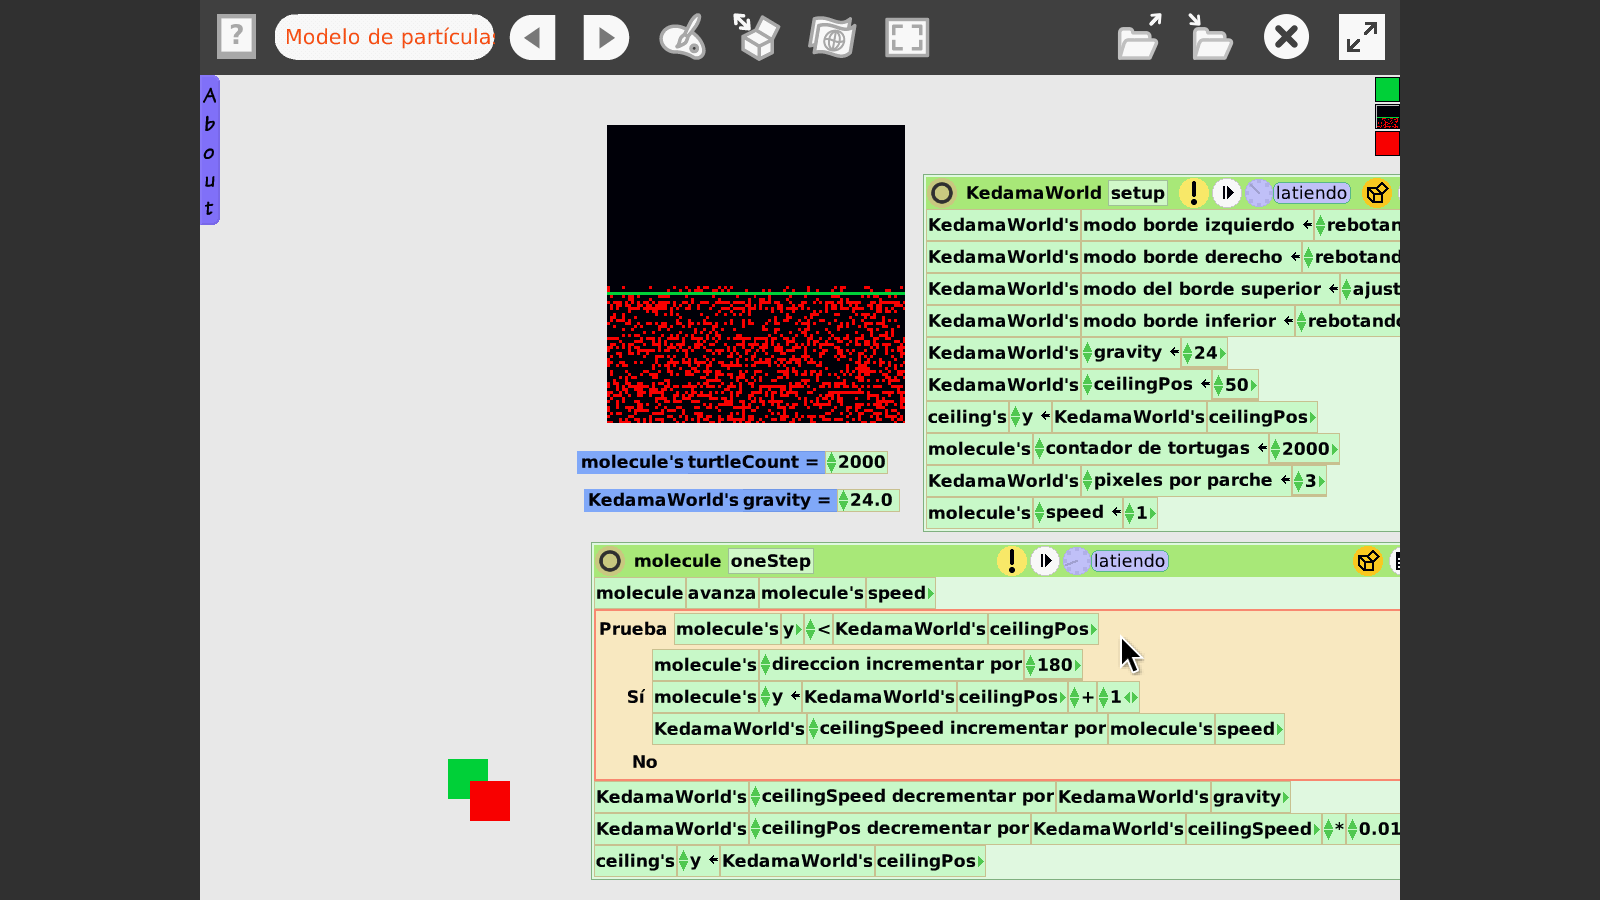 ?
Modelo de partícula
About
KedamaWorld setup ! latiendo
KedamaWorld's modo borde izquierdo rebotan
KedamaWorld's modo borde derecho rebotand
KedamaWorld's modo del borde superior ajust
KedamaWorld's modo borde inferior rebotando
KedamaWorld's gravity 24
KedamaWorld's ceilingPos 50
ceiling's y KedamaWorld's ceilingPos
molecule's contador de tortugas 2000
KedamaWorld's pixeles por parche 3
molecule's speed 1
molecule's turtleCount = 2000
KedamaWorld's gravity = 24.0
molecule oneStep ! latiendo
molecule avanza molecule's speed
Prueba molecule's y < KedamaWorld's ceilingPos
molecule's direccion incrementar por 180
Sí molecule's y KedamaWorld's ceilingPos + 1
KedamaWorld's ceilingSpeed incrementar por molecule's speed
No
KedamaWorld's ceilingSpeed decrementar por KedamaWorld's gravity
KedamaWorld's ceilingPos decrementar por KedamaWorld's ceilingSpeed * 0.01
ceiling's y KedamaWorld's ceilingPos